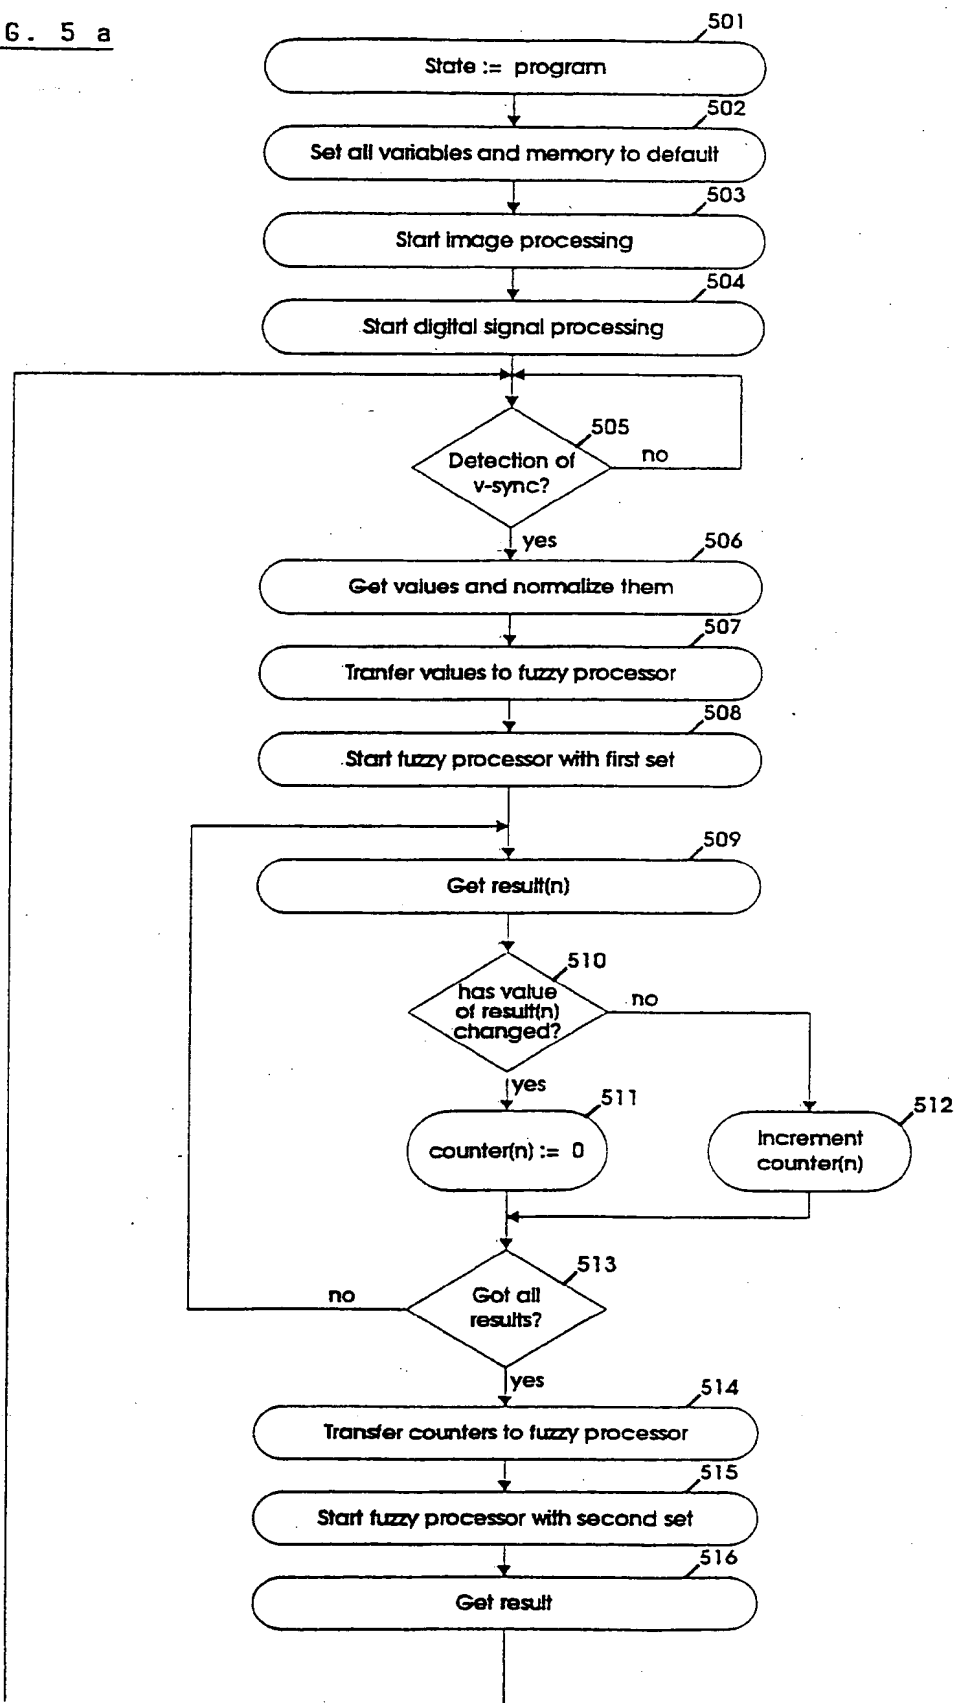 G. 5 a
501
State := program
502
Set all variables and memory to default
503
Start image processing
504
Start digital signal processing
505
Detection of
v-sync?
no
yes
506
Get values and normalize them
507
Tranfer values to fuzzy processor
508
Start fuzzy processor with first set
509
Get result(n)
510
has value
of result(n)
changed?
no
yes
511
counter(n) := 0
512
Increment
counter(n)
513
Got all
results?
no
yes
514
Transfer counters to fuzzy processor
515
Start fuzzy processor with second set
516
Get result